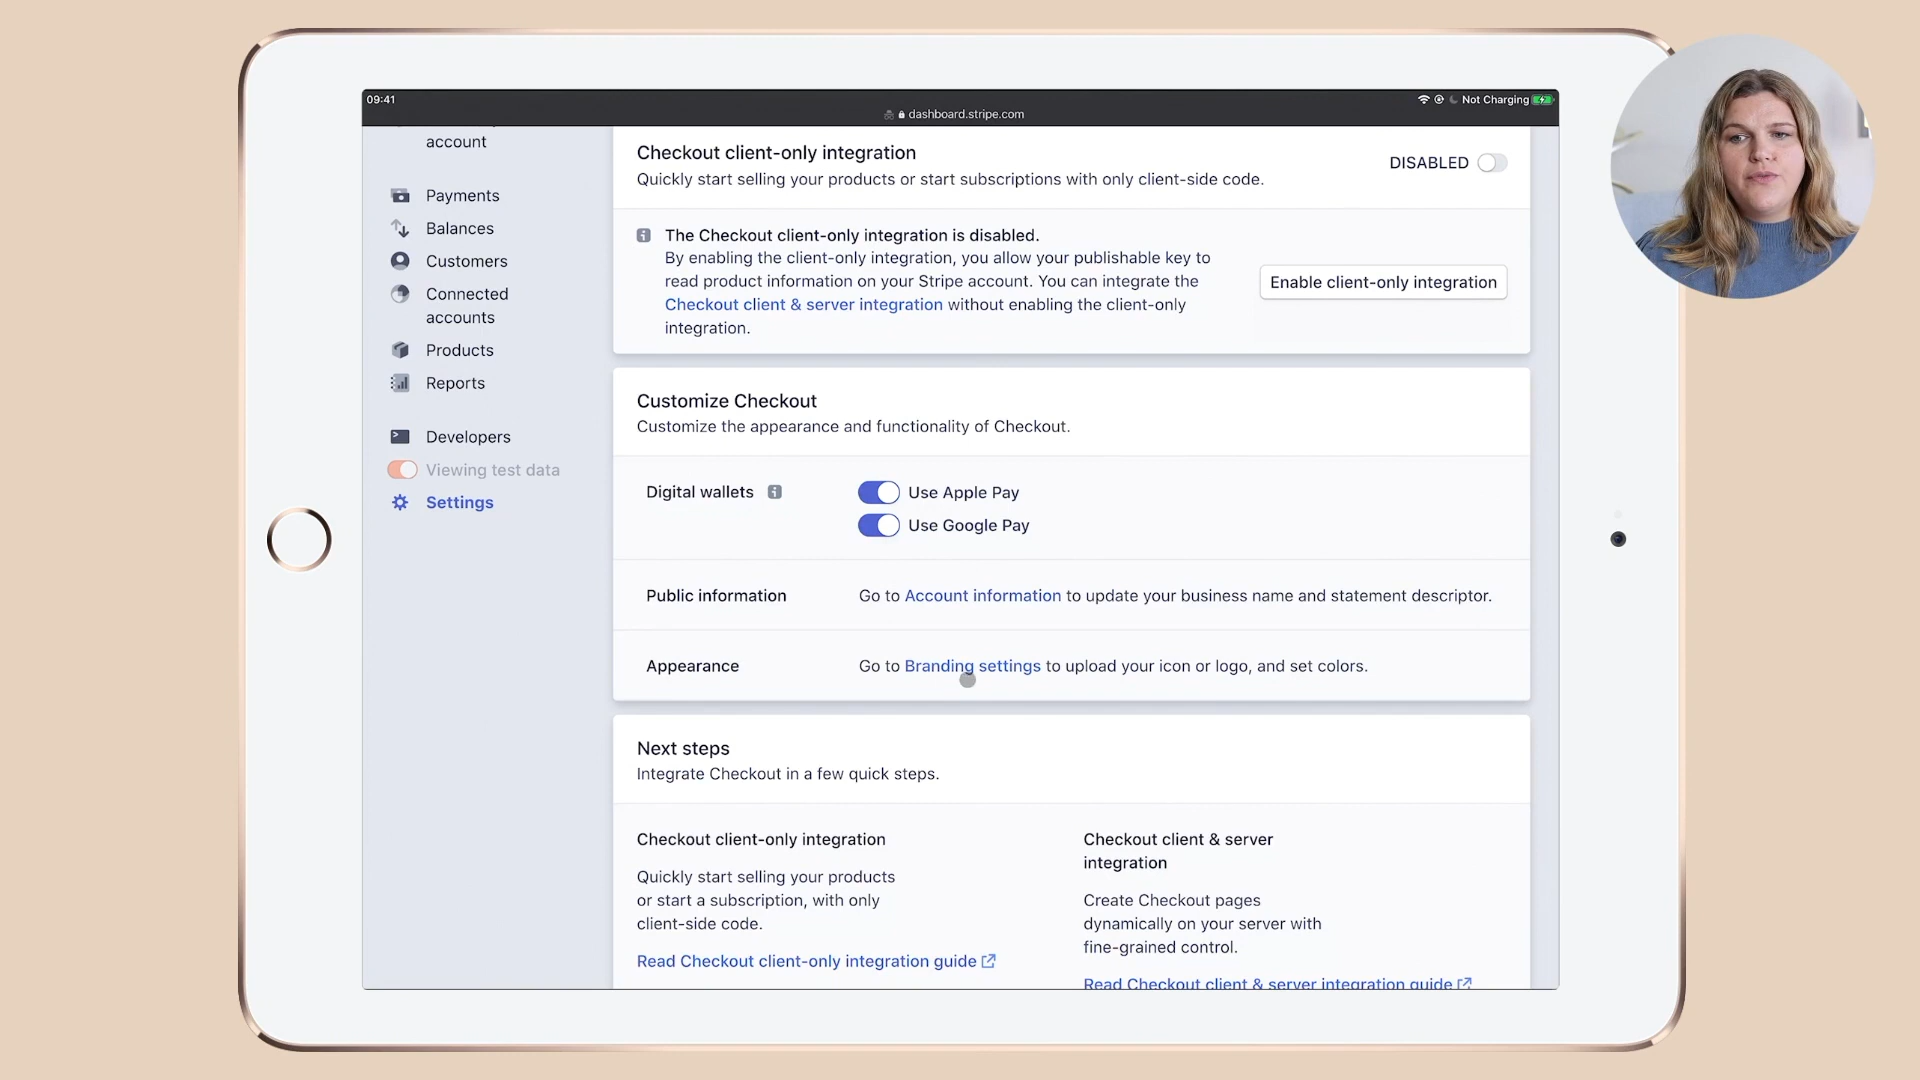 09:41
Not Charging
dashboard.stripe.com
account
Payments
Balances
Customers
Connected
accounts
Products
Reports
Developers
Viewing test data
Settings
Checkout client-only integration
Quickly start selling your products or start subscriptions with only client-side code.
DISABLED
The Checkout client-only integration is disabled.
By enabling the client-only integration, you allow your publishable key to
read product information on your Stripe account. You can integrate the
Checkout client & server integration without enabling the client-only
integration.
Enable client-only integration
Customize Checkout
Customize the appearance and functionality of Checkout.
Digital wallets
Use Apple Pay
Use Google Pay
Public information
Go to Account information to update your business name and statement descriptor.
Appearance
Go to Branding settings to upload your icon or logo, and set colors.
Next steps
Integrate Checkout in a few quick steps.
Checkout client-only integration
Quickly start selling your products
or start a subscription, with only
client-side code.
Read Checkout client-only integration guide
Checkout client & server
integration
Create Checkout pages
dynamically on your server with
fine-grained control.
Read Checkout client & server integration guide